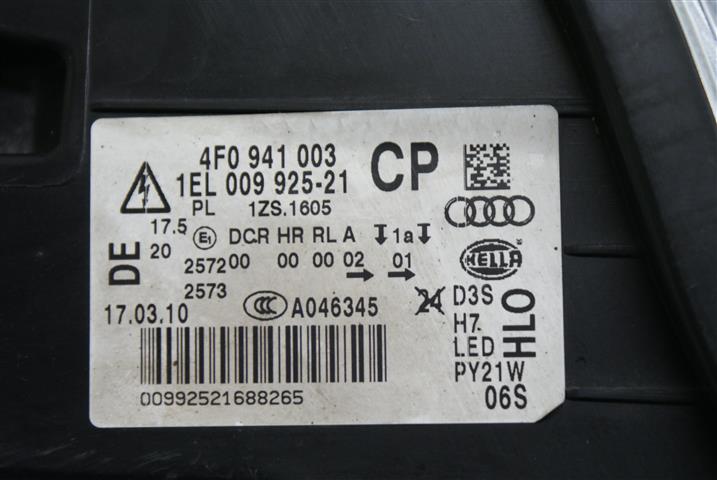 4F0 941 003
CP
1EL 009 925-21
PL 1ZS.1605
DE
17.5
20
E1 DCR HR RL A 1a
2572 00 00 00 02 01
2573
HELLA
17.03.10
CCC A046345
24 D3S
H7
LED
PY21W
HLO
06S
00992521688265